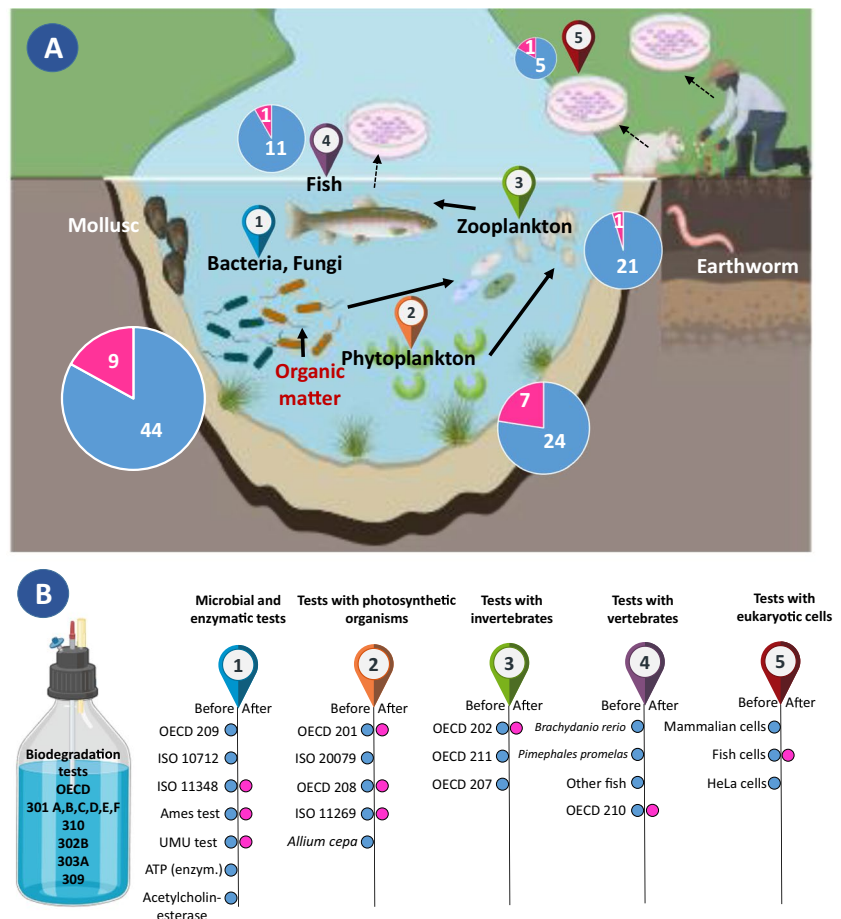 A
1
5
5
1
11
4
Fish
3
Mollusc
1
Zooplankton
1
21
Bacteria, Fungi
Earthworm
2
Phytoplankton
Organic
matter
9
44
7
24
B
Biodegradation
tests
OECD
301 A,B,C,D,E,F
310
302B
303A
309
Microbial and
enzymatic tests
1
Before After
OECD 209
ISO 10712
ISO 11348
Ames test
UMU test
ATP (enzym.)
Acetylcholin-
esterase
Tests with photosynthetic
organisms
2
Before After
OECD 201
ISO 20079
OECD 208
ISO 11269
Allium cepa
Tests with
invertebrates
3
Before After
OECD 202
OECD 211
OECD 207
Tests with
vertebrates
4
Before After
Brachydanio rerio
Pimephales promelas
Other fish
OECD 210
Tests with
eukaryotic cells
5
Before After
Mammalian cells
Fish cells
HeLa cells